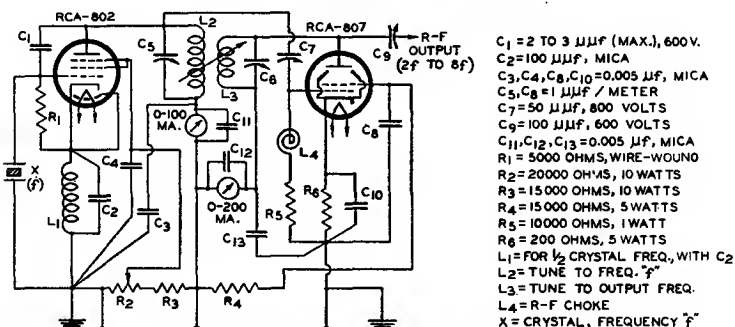 RCA-802
RCA-807
C1
L2
C5
C7
C9
R-F
OUTPUT
(2f TO 8f)
C6
L3
R1
0-100
MA.
C11
C8
C12
L4
X
(f)
C4
C2
C3
L1
0-200
MA.
C13
R5
R6
C10
R2
R3
R4
C1 = 2 TO 3 µµf (MAX.), 600V.
C2 = 100 µµf, MICA
C3, C4, C8, C10 = 0.005 µf, MICA
C5, C6 = 1 µµf / METER
C7 = 50 µµf, 800 VOLTS
C9 = 100 µµf, 600 VOLTS
C11, C12, C13 = 0.005 µf, MICA
R1 = 5000 OHMS, WIRE-WOUND
R2 = 20000 OHMS, 10 WATTS
R3 = 15000 OHMS, 10 WATTS
R4 = 15000 OHMS, 5 WATTS
R5 = 10000 OHMS, 1 WATT
R6 = 200 OHMS, 5 WATTS
L1 = FOR 1/2 CRYSTAL FREQ., WITH C2
L2 = TUNE TO FREQ. "f"
L3 = TUNE TO OUTPUT FREQ.
L4 = R-F CHOKE
X = CRYSTAL, FREQUENCY "f"